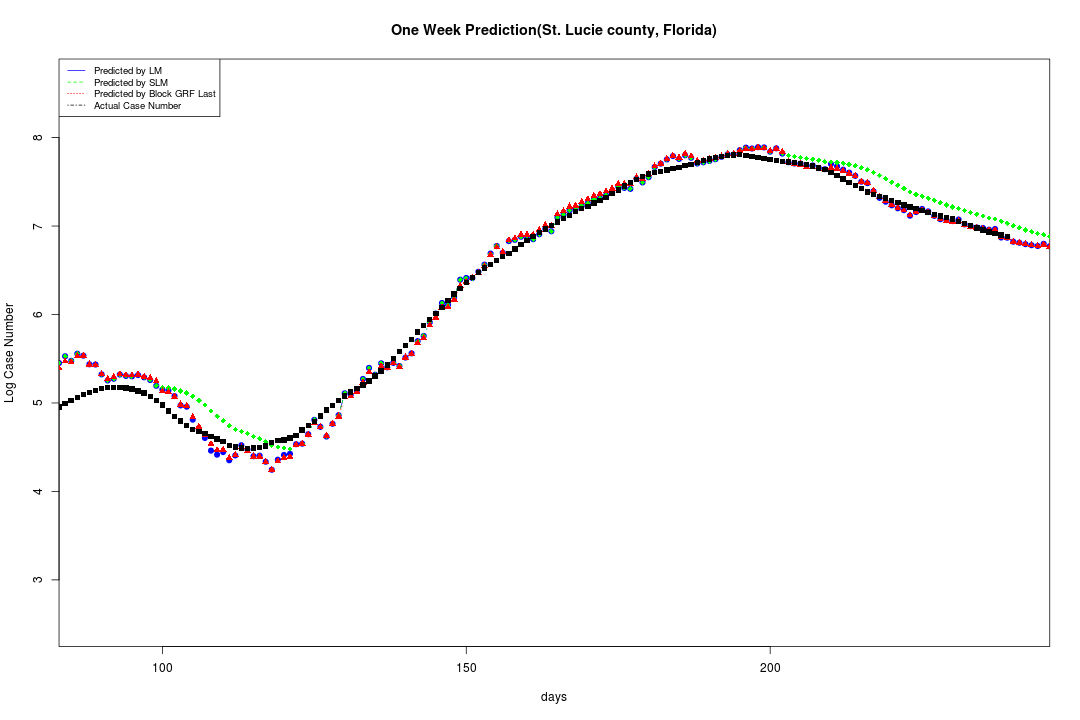 One Week Prediction(St. Lucie county, Florida)
Predicted by LM
Predicted by SLM
Predicted by Block GRF Last
Actual Case Number
Log Case Number
8
7
6
5
4
3
100 150 200
days